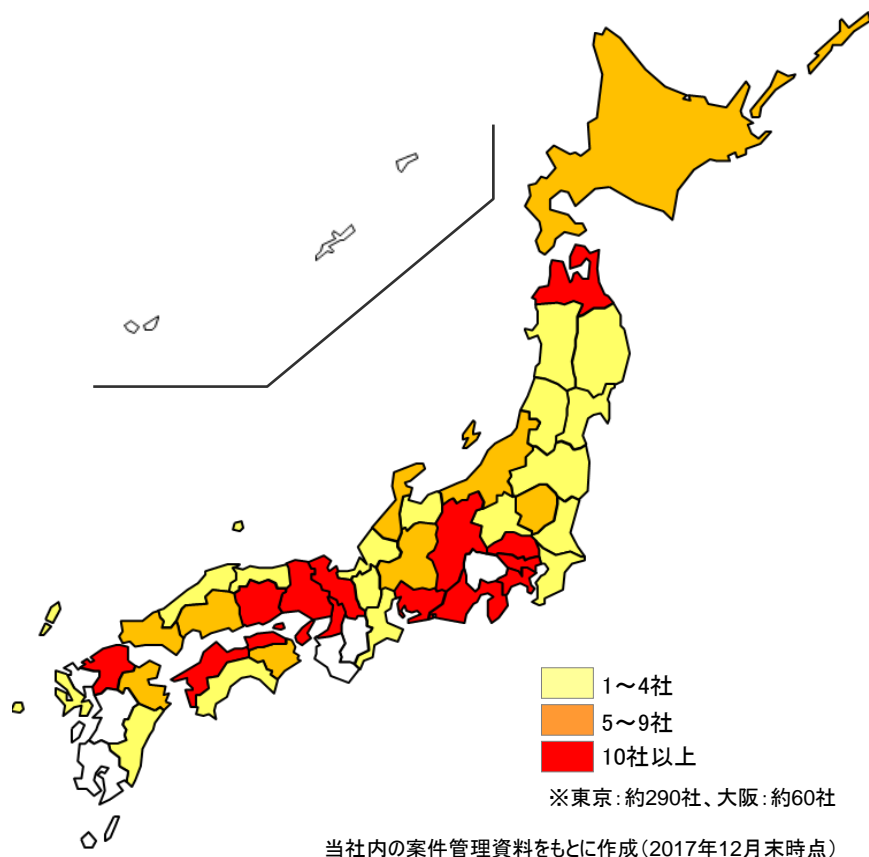 1～4社
5～9社
10社以上
※東京：約290社、大阪：約60社
当社内の案件管理資料をもとに作成（2017年12月末時点）